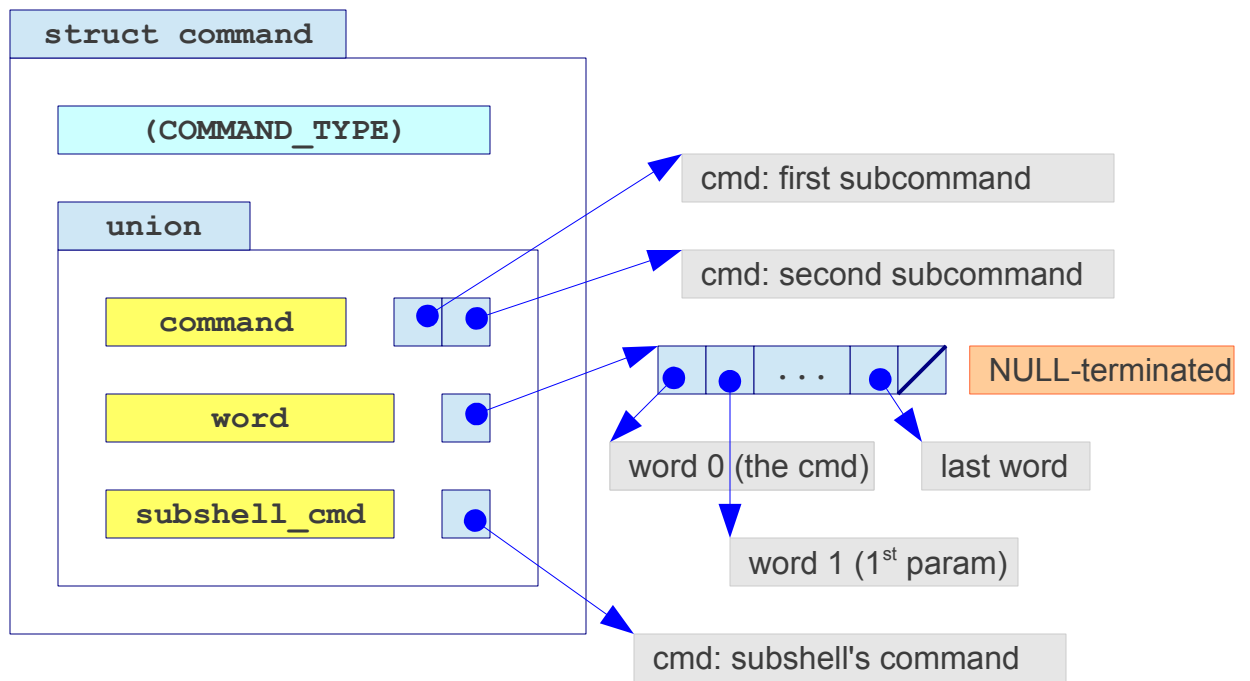 struct command
(COMMAND_TYPE)
cmd: first subcommand
union
cmd: second subcommand
command
...
NULL-terminated
word
word 0 (the cmd)
last word
subshell_cmd
word 1 (1st param)
cmd: subshell's command